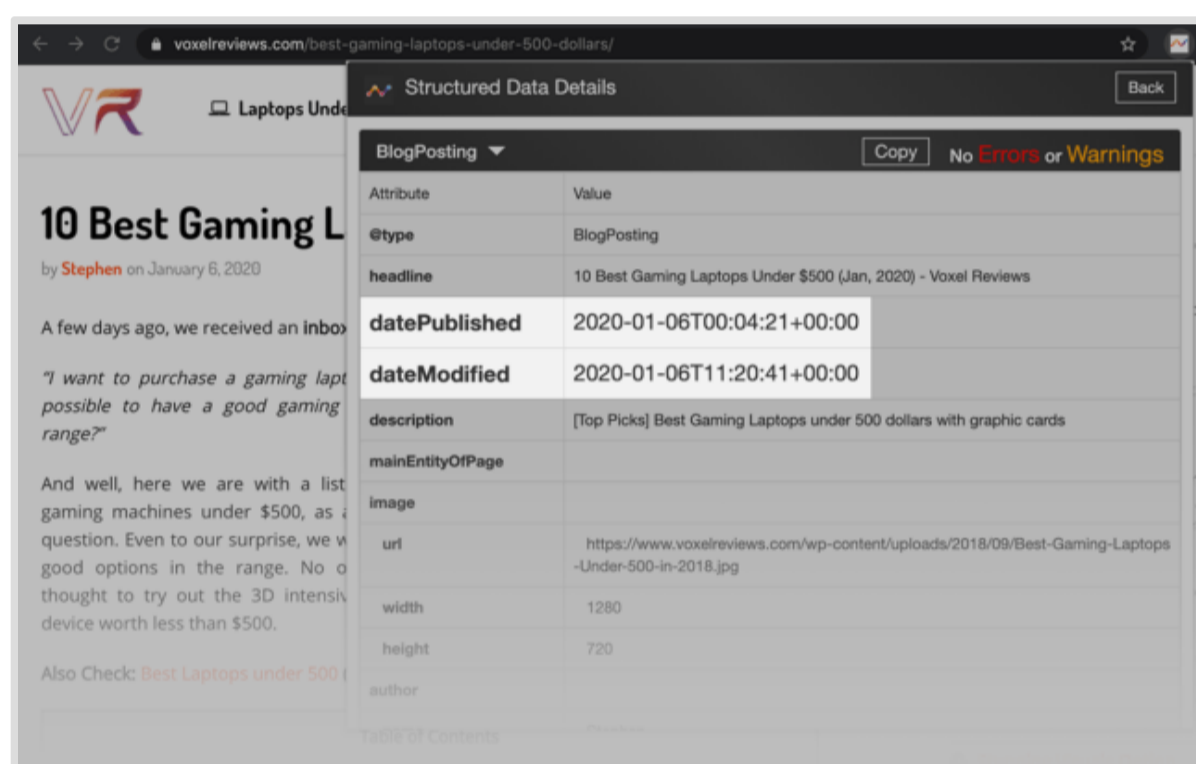 voxelreviews.com/best-gaming-laptops-under-500-dollars/
VR
Laptops Unde
Structured Data Details
Back
BlogPosting
Copy
No Errors or Warnings
Attribute Value
@type BlogPosting
headline 10 Best Gaming Laptops Under $500 (Jan, 2020) - Voxel Reviews
datePublished 2020-01-06T00:04:21+00:00
dateModified 2020-01-06T11:20:41+00:00
description [Top Picks] Best Gaming Laptops under 500 dollars with graphic cards
mainEntityOfPage
image
url https://www.voxelreviews.com/wp-content/uploads/2018/09/Best-Gaming-Laptops
-Under-500-in-2018.jpg
width 1280
height 720
author
10 Best Gaming L
by Stephen on January 6, 2020
A few days ago, we received an inbox
"I want to purchase a gaming lapt
possible to have a good gaming
range?"
And well, here we are with a list
gaming machines under $500, as a
question. Even to our surprise, we w
good options in the range. No o
thought to try out the 3D intensiv
device worth less than $500.
Also Check: Best Laptops under 500 (
Table of Contents